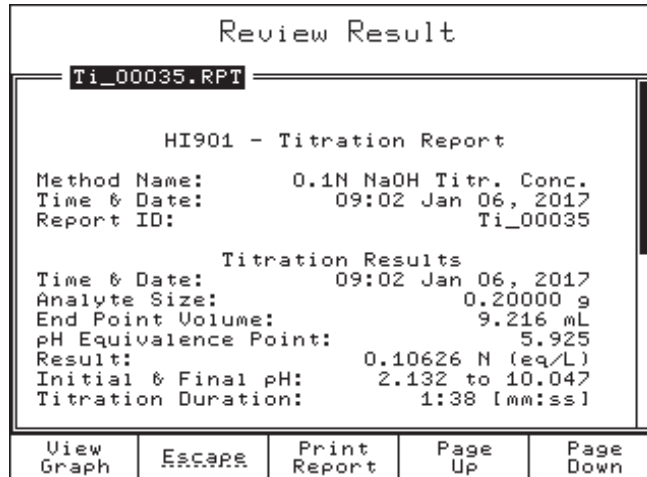 Review Result
Ti_00035.RPT
HI901 - Titration Report
Method Name: 0.1N NaOH Titr. Conc.
Time & Date: 09:02 Jan 06, 2017
Report ID: Ti_00035
Titration Results
Time & Date: 09:02 Jan 06, 2017
Analyte Size: 0.20000 g
End Point Volume: 9.216 mL
pH Equivalence Point: 5.925
Result: 0.10626 N (eq/L)
Initial & Final pH: 2.132 to 10.047
Titration Duration: 1:38 [mm:ss]
View Graph
Escape
Print Report
Page Up
Page Down